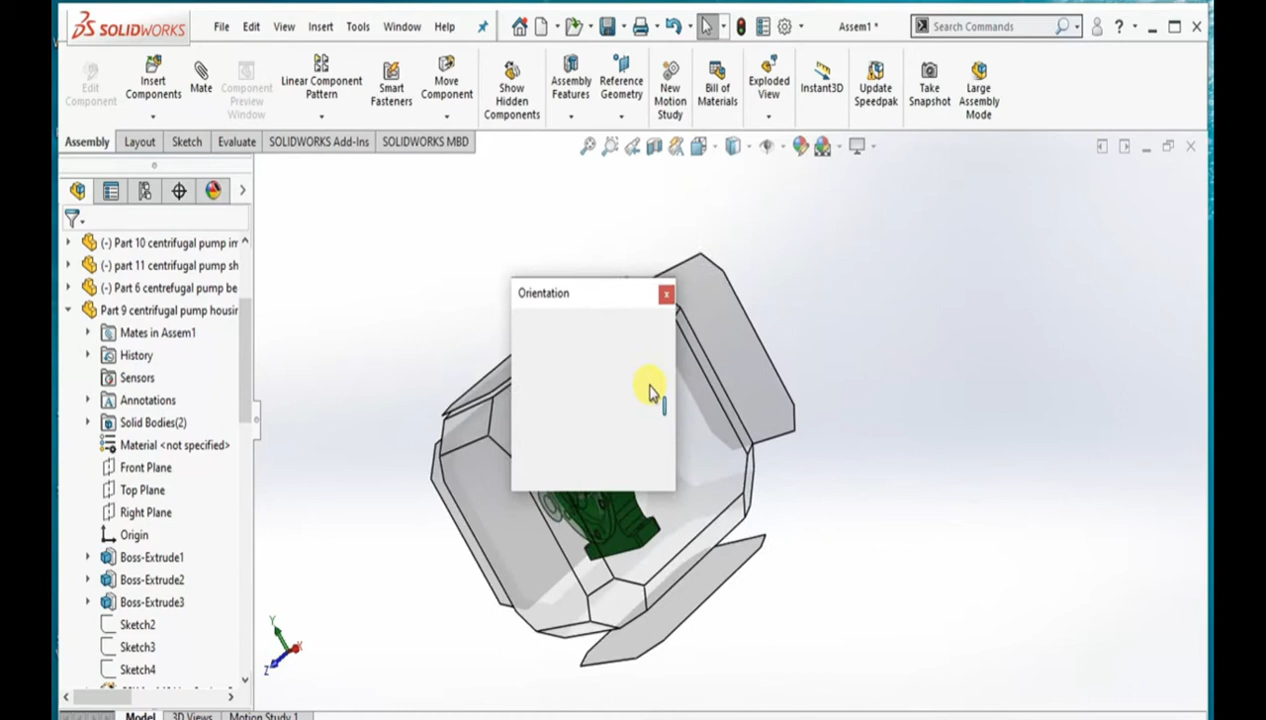 SOLIDWORKS
File Edit View Insert Tools Window Help
Assem1 *
Search Commands
?
Edit Component
Insert Components
Mate
Component Preview Window
Linear Component Pattern
Smart Fasteners
Move Component
Show Hidden Components
Assembly Features
Reference Geometry
New Motion Study
Bill of Materials
Exploded View
Instant3D
Update Speedpak
Take Snapshot
Large Assembly Mode
Assembly Layout Sketch Evaluate SOLIDWORKS Add-Ins SOLIDWORKS MBD
(-) Part 10 centrifugal pump im
(-) part 11 centrifugal pump sh
(-) Part 6 centrefugal pump be
Part 9 centrifugal pump housin
Mates in Assem1
History
Sensors
Annotations
Solid Bodies(2)
Material <not specified>
Front Plane
Top Plane
Right Plane
Origin
Boss-Extrude1
Boss-Extrude2
Boss-Extrude3
Sketch2
Sketch3
Sketch4
Orientation x
Y
X
Z
Model 3D Views Motion Study 1